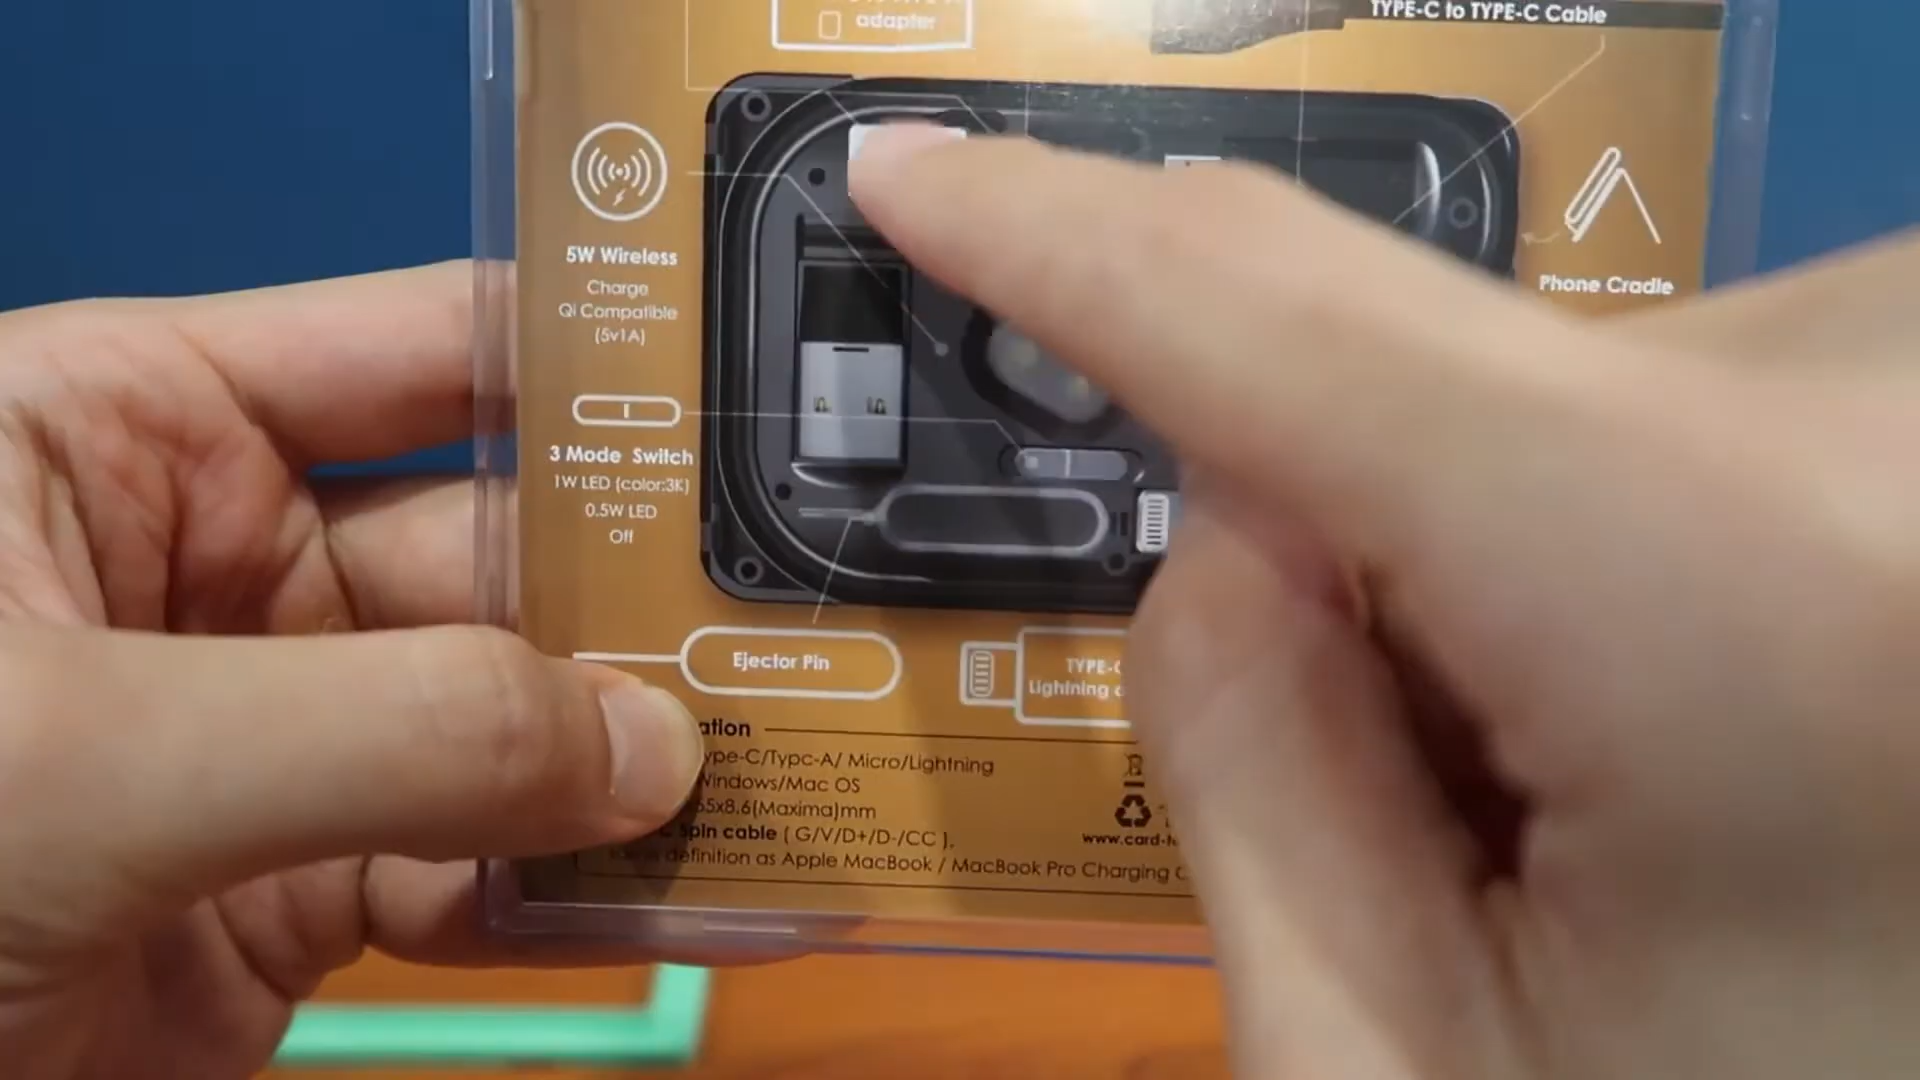 adapter
TYPE-C to TYPE-C Cable
5W Wireless
Charge
Qi Compatible
(5v1A)
Phone Cradle
3 Mode Switch
1W LED (color:3K)
0.5W LED
Off
Ejector Pin
TYPE-C
Lightning
ation
ype-C/Typc-A/ Micro/Lightning
Windows/Mac OS
65x8.6(Maxima)mm
5pin cable ( G/V/D+/D-/CC ),
definition as Apple MacBook / MacBook Pro Charging
www.card-